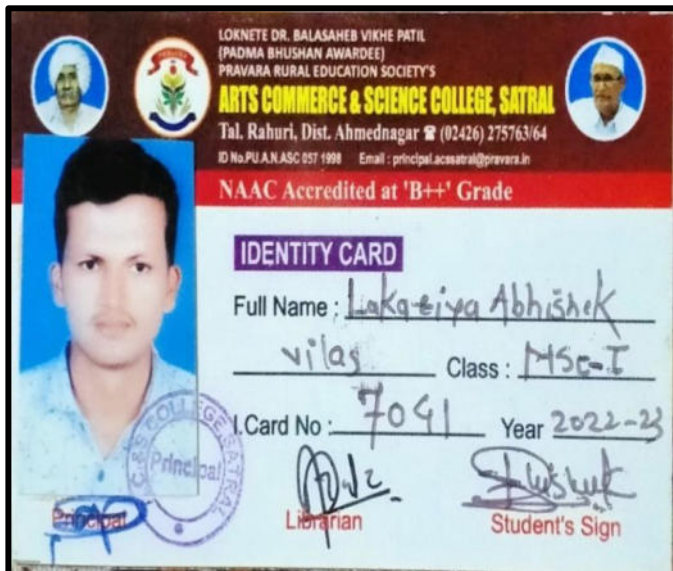 LOKNETE DR. BALASAHEB VIKHE PATIL
(PADMA BHUSHAN AWARDEE)
PRAVARA RURAL EDUCATION SOCIETY'S
ARTS COMMERCE & SCIENCE COLLEGE, SATRAL
Tal. Rahuri, Dist. Ahmednagar ☎ (02426) 275763/64
ID No.PU.A.N.ASC 057 1998 Email : principal.acssatral@pravara.in
NAAC Accredited at 'B++' Grade
IDENTITY CARD
Full Name : Abhishek
vilas Class : MSc-I
I.Card No : 7041 Year 2022-23
COLLEGE SATRAL
Principal
Principal Librarian Student's Sign